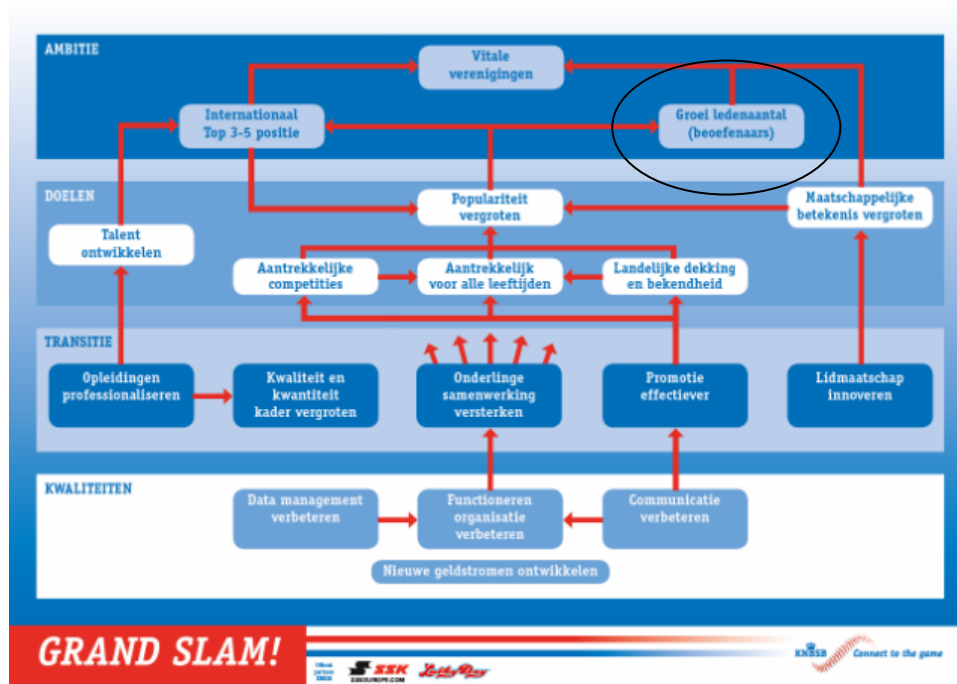 AMBITIE
Vitale
verenigingen
Internationaal
Top 3-5 positie
Groei ledenaantal
(beoefenaars)
DOELEN
Populariteit
vergroten
Maatschappelijke
betekenis vergroten
Talent
ontwikkelen
Aantrekkelijke
competities
Aantrekkelijk
voor alle leeftijden
Landelijke dekking
en bekendheid
TRANSITIE
Opleidingen
professionaliseren
Kwaliteit en
kwantiteit
kader vergroten
Onderlinge
samenwerking
versterken
Promotie
effectiever
Lidmaatschap
innoveren
KWALITEITEN
Data management
verbeteren
Functioneren
organisatie
verbeteren
Communicatie
verbeteren
Nieuwe geldstromen ontwikkelen
GRAND SLAM!
SSK
SSKEUROPE.COM
KNBSB
Connect to the game